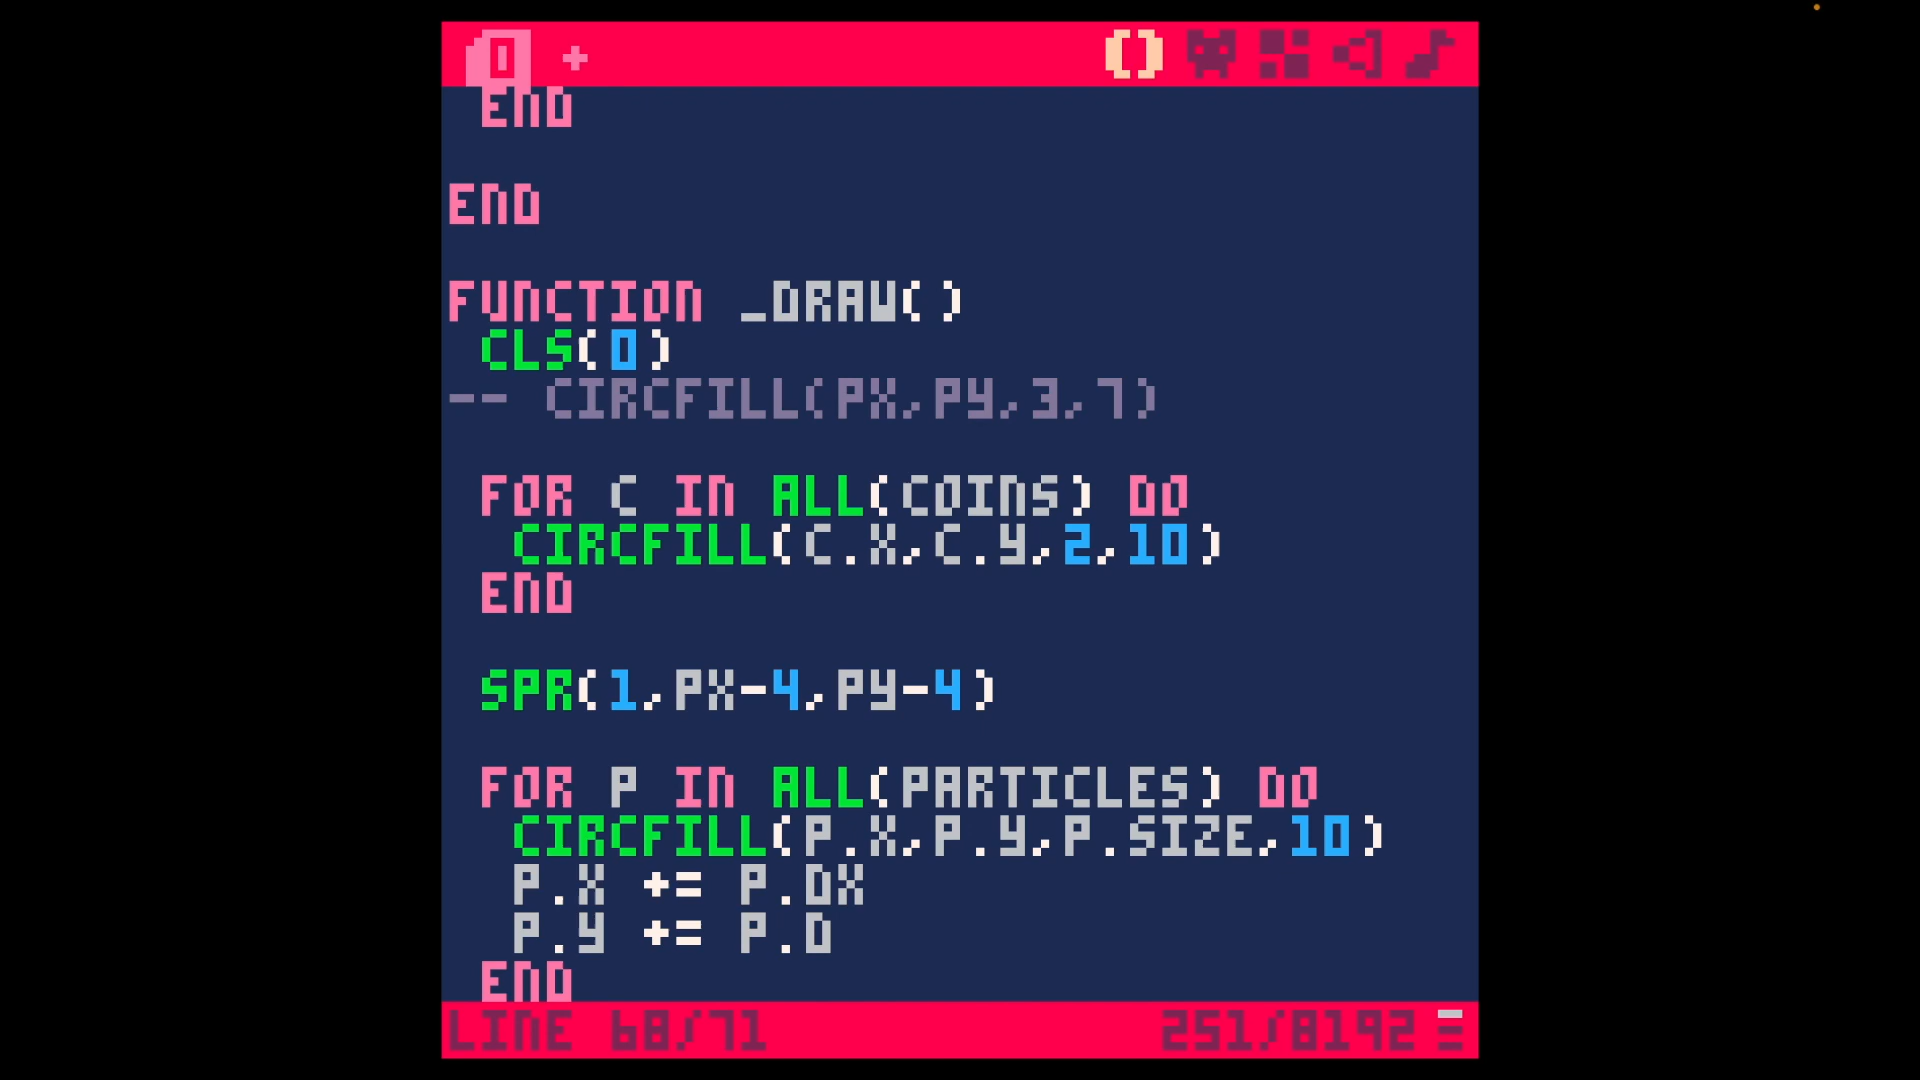 0 +
END
END
FUNCTION _DRAW()
CLS(0)
-- CIRCFILL(PX,PY,3,7)
FOR C IN ALL(COINS) DO
CIRCFILL(C.X,C.Y,2,10)
END
SPR(1,PX-4,PY-4)
FOR P IN ALL(PARTICLES) DO
CIRCFILL(P.X,P.Y,P.SIZE,10)
P.X += P.DX
P.Y += P.D
END
LINE 68/71 251/8192